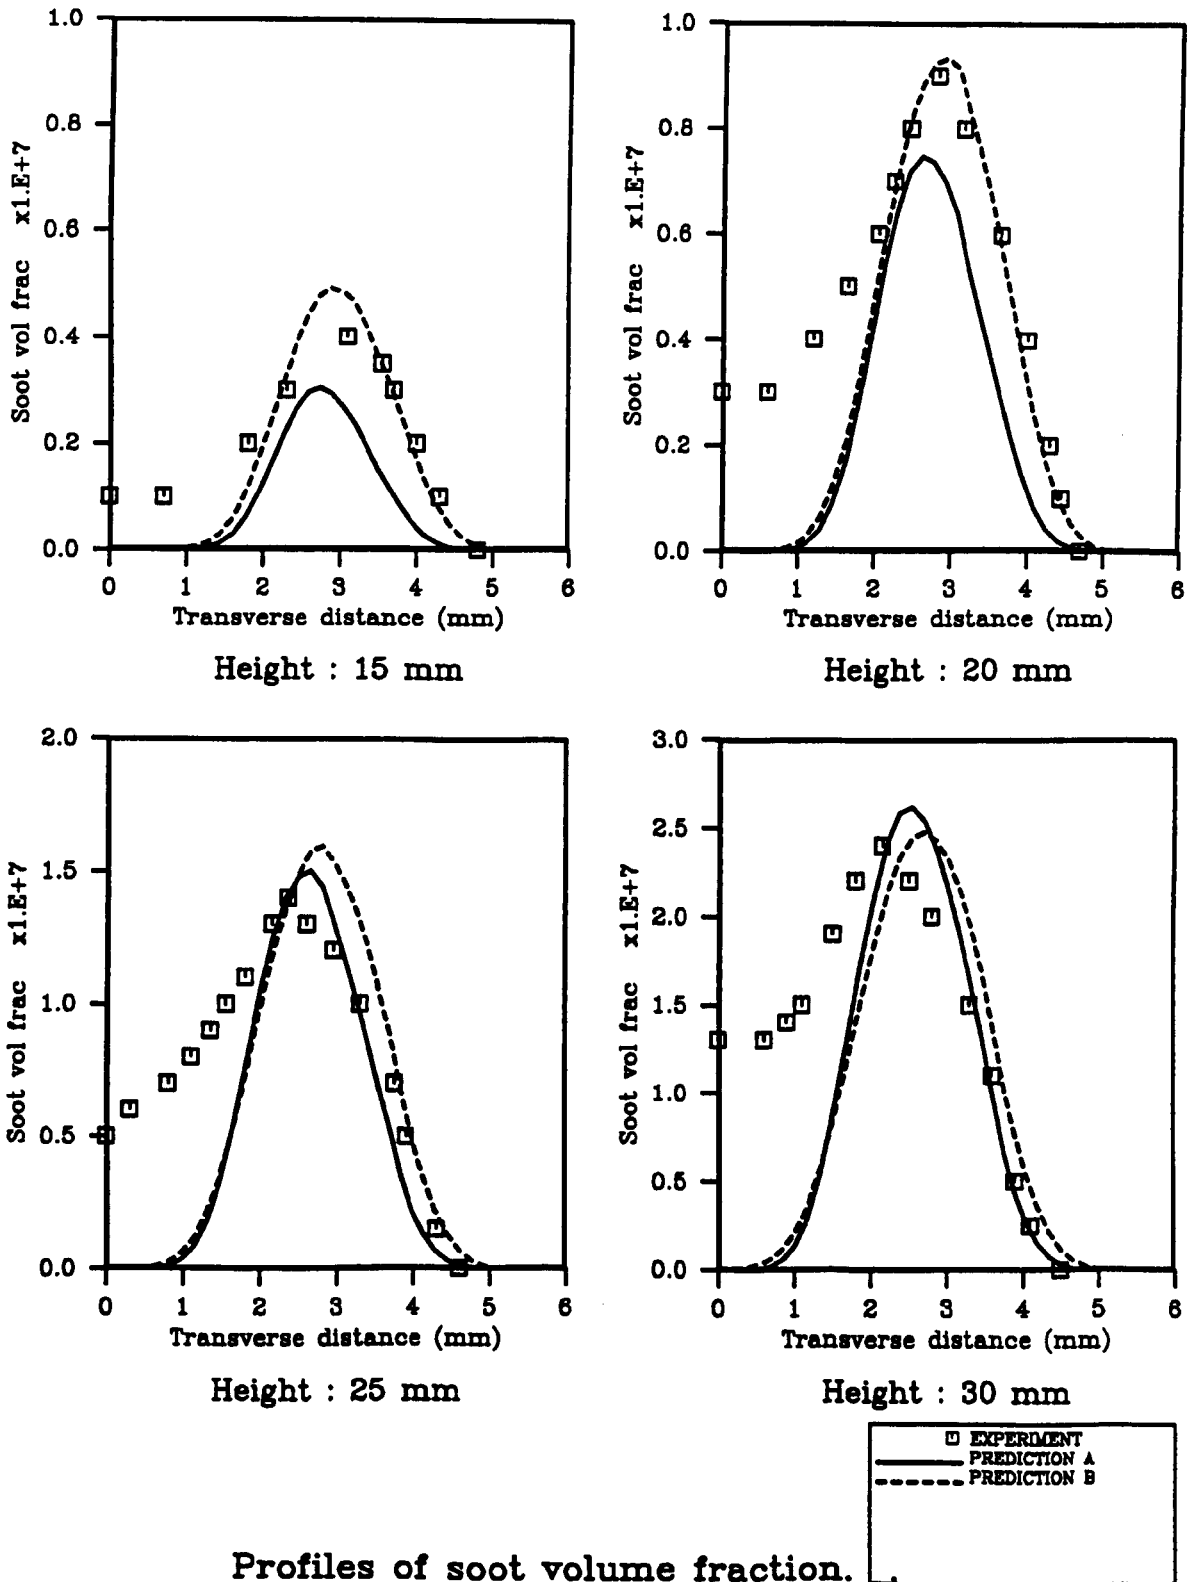 1.0
0.8
0.6
0.4
0.2
0.0
Soot vol frac x1.E+7
0 1 2 3 4 5 6
Transverse distance (mm)
Height : 15 mm
1.0
0.8
0.6
0.4
0.2
0.0
Soot vol frac x1.E+7
0 1 2 3 4 5 6
Transverse distance (mm)
Height : 20 mm
2.0
1.5
1.0
0.5
0.0
Soot vol frac x1.E+7
0 1 2 3 4 5 6
Transverse distance (mm)
Height : 25 mm
3.0
2.5
2.0
1.5
1.0
0.5
0.0
Soot vol frac x1.E+7
0 1 2 3 4 5 6
Transverse distance (mm)
Height : 30 mm
EXPERIMENT
PREDICTION A
PREDICTION B
Profiles of soot volume fraction.